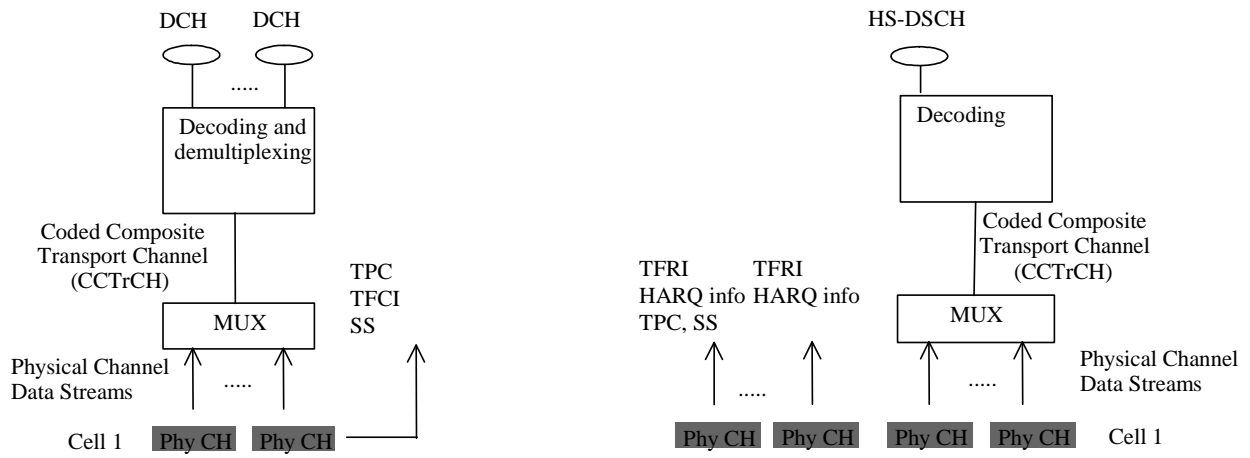 DCH DCH
.....
Decoding and
demultiplexing
Coded Composite
Transport Channel
(CCTrCH)
TPC
TFCI
SS
MUX
Physical Channel
Data Streams
.....
Cell 1 Phy CH Phy CH
HS-DSCH
Decoding
Coded Composite
Transport Channel
(CCTrCH)
TFRI
HARQ info
TPC, SS
TFRI
HARQ info
MUX
Physical Channel
Data Streams
.....
.....
Phy CH Phy CH Phy CH Phy CH Cell 1